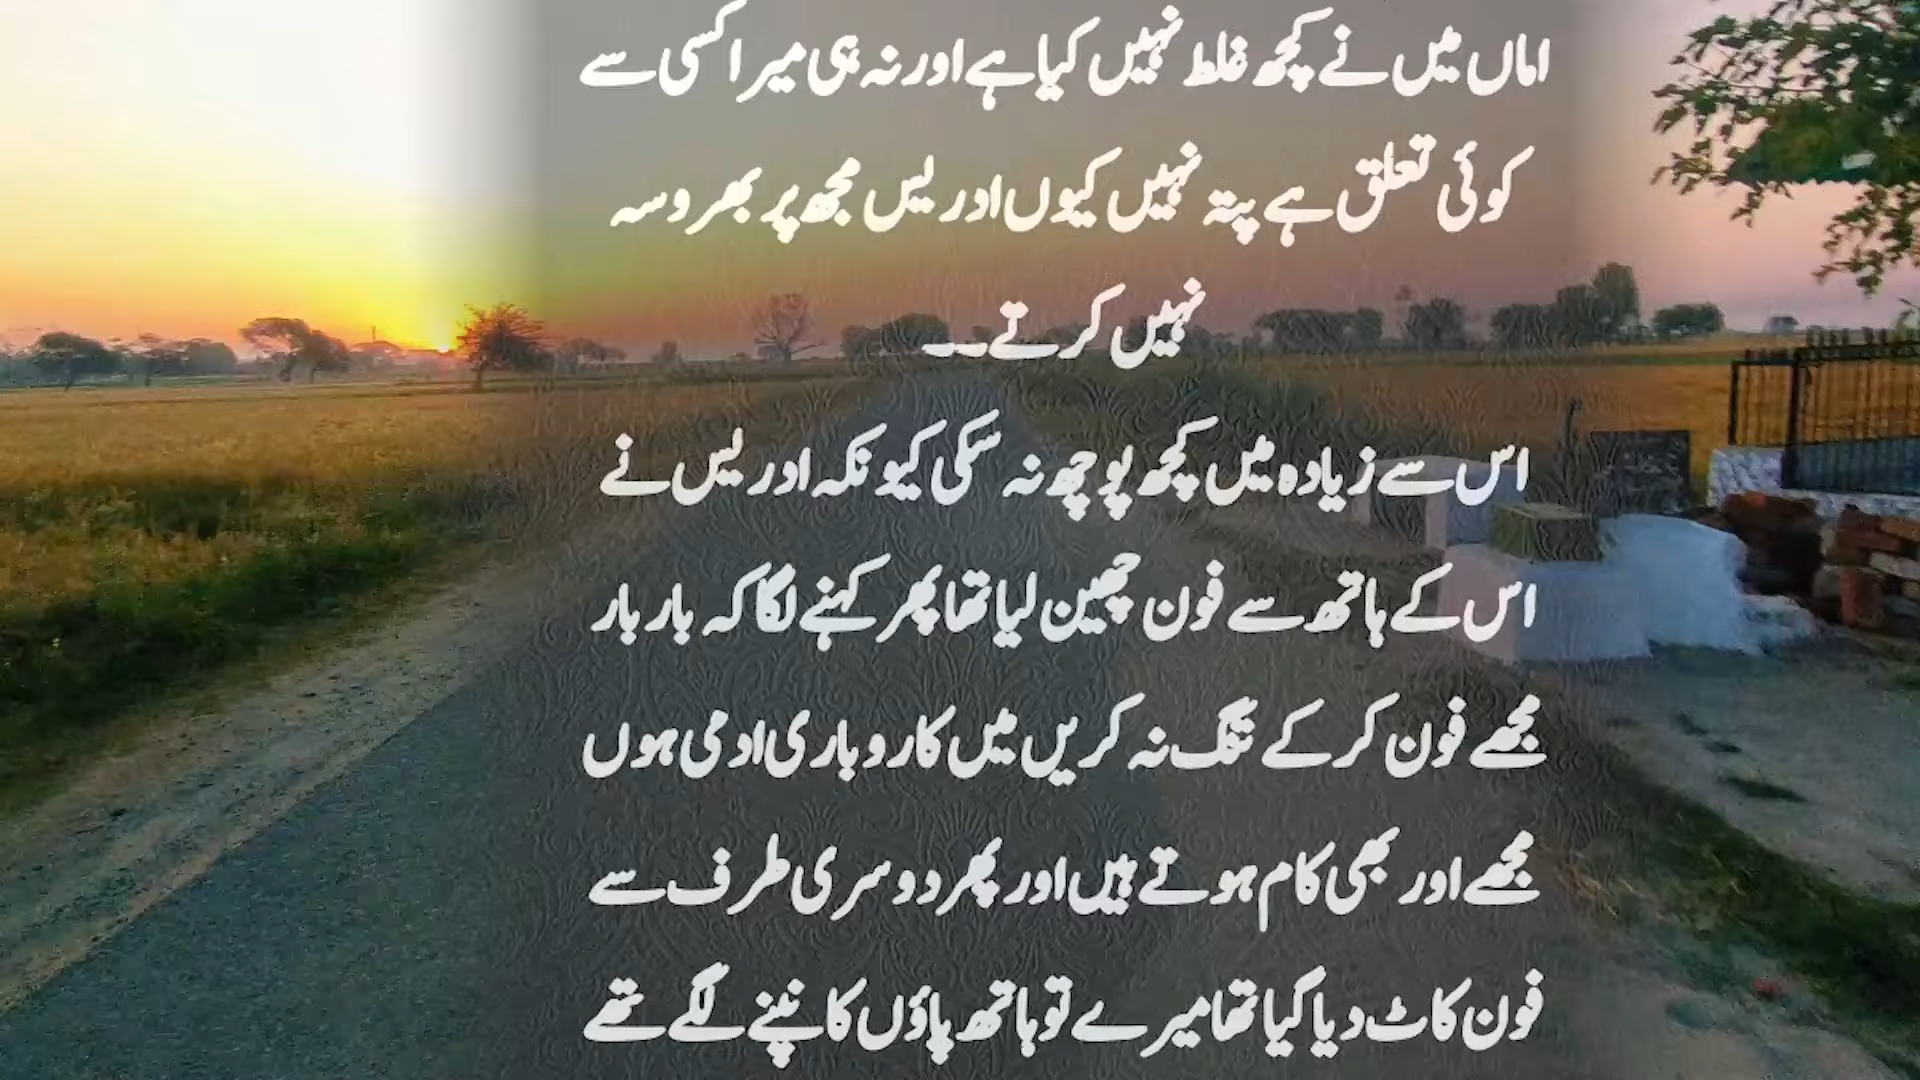 اماں میں نے کچھ غلط نہیں کیا ہے اور نہ ہی میرا کسی سے
کوئی تعلق ہے پتہ نہیں کیوں ادریس مجھ پر بھروسہ
نہیں کرتے۔۔
اس سے زیادہ میں کچھ پوچھ نہ سکی کیونکہ ادریس نے
اس کے ہاتھ سے فون چھین لیا تھا پھر کہنے لگا کہ بار بار
مجھے فون کر کے تنگ نہ کریں میں کاروباری ادمی ہوں
مجھے اور بھی کام ہوتے ہیں اور پھر دوسری طرف سے
فون کاٹ دیا گیا تھا میرے تو ہاتھ پاؤں کانپنے لگے تھے